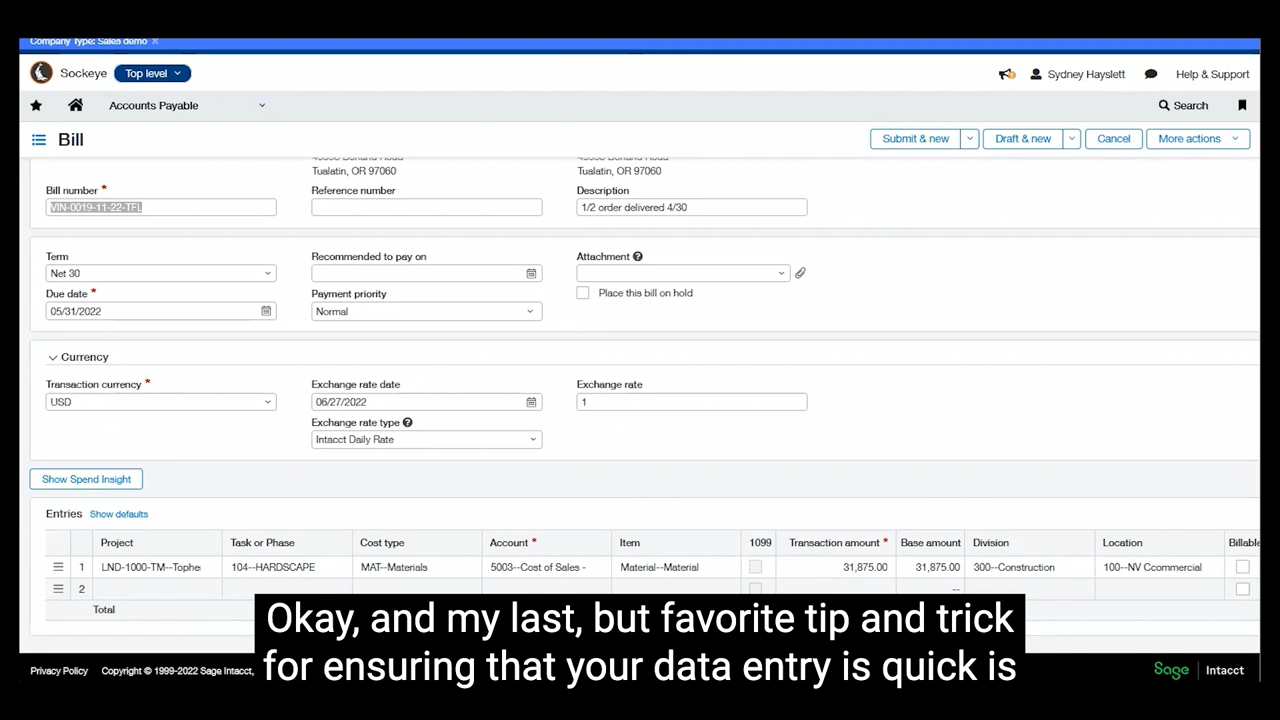 Company Type: Sales demo ×
Sockeye Top level Sydney Hayslett Help & Support
Accounts Payable Search
Bill Submit & new Draft & new Cancel More actions
Tualatin, OR 97060 Tualatin, OR 97060
Bill number * Reference number Description
VIN-0019-11-22-TFL 1/2 order delivered 4/30
Term Recommended to pay on Attachment
Net 30
Due date * Payment priority Place this bill on hold
05/31/2022 Normal
Currency
Transaction currency * Exchange rate date Exchange rate
USD 06/27/2022 1
Exchange rate type
Intacct Daily Rate
Show Spend Insight
Entries Show defaults
Project Task or Phase Cost type Account * Item 1099 Transaction amount * Base amount Division Location Billable
1 LND-1000-TM--Tophe 104--HARDSCAPE MAT--Materials 5003--Cost of Sales - Material--Material 31,875.00 31,875.00 300--Construction 100--NV Ccommercial
2 --
Total
Okay, and my last, but favorite tip and trick
for ensuring that your data entry is quick is
Privacy Policy Copyright © 1999-2022 Sage Intacct, Sage Intacct